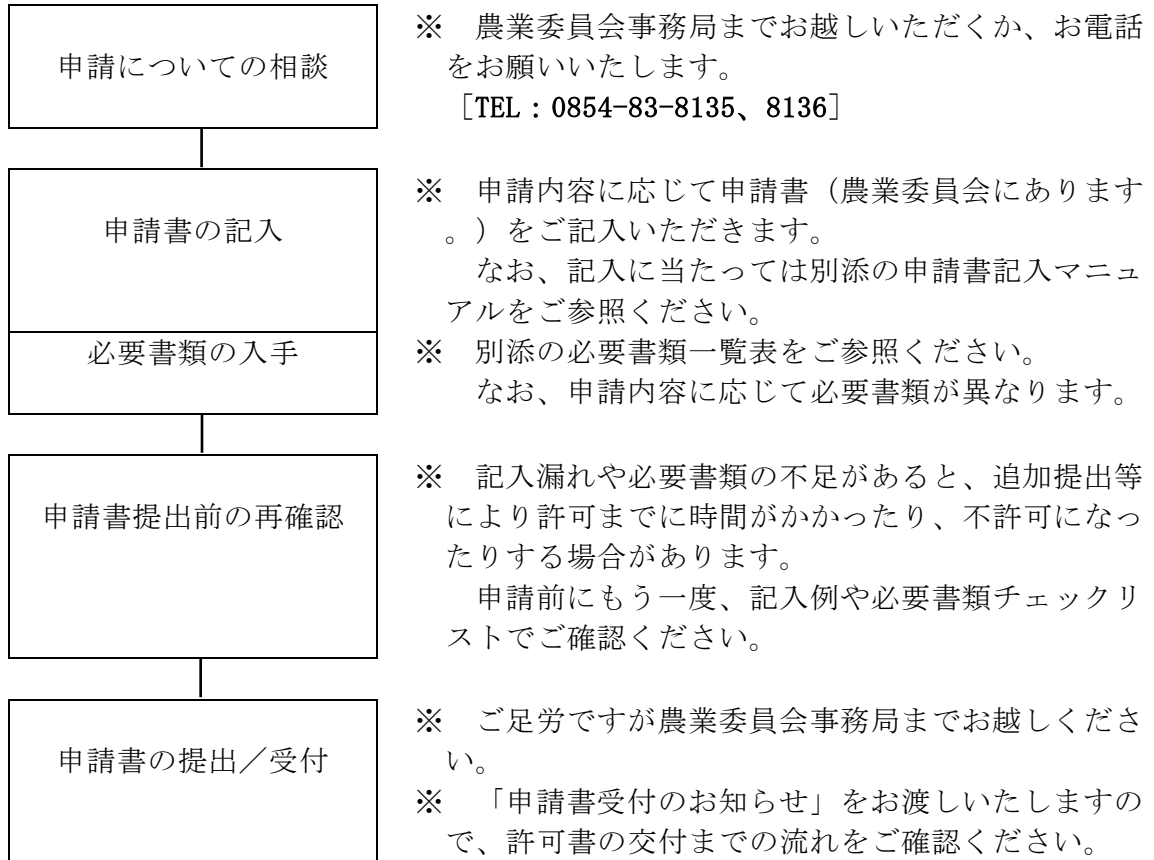 申請についての相談
※　農業委員会事務局までお越しいただくか、お電話
をお願いいたします。
［TEL：0854-83-8135、8136］
申請書の記入
※　申請内容に応じて申請書（農業委員会にあります
。）をご記入いただきます。
なお、記入に当たっては別添の申請書記入マニュ
アルをご参照ください。
必要書類の入手
※　別添の必要書類一覧表をご参照ください。
なお、申請内容に応じて必要書類が異なります。
申請書提出前の再確認
※　記入漏れや必要書類の不足があると、追加提出等
により許可までに時間がかかったり、不許可になっ
たりする場合があります。
申請前にもう一度、記入例や必要書類チェックリ
ストでご確認ください。
申請書の提出／受付
※　ご足労ですが農業委員会事務局までお越しくださ
い。
※　「申請書受付のお知らせ」をお渡しいたしますの
で、許可書の交付までの流れをご確認ください。